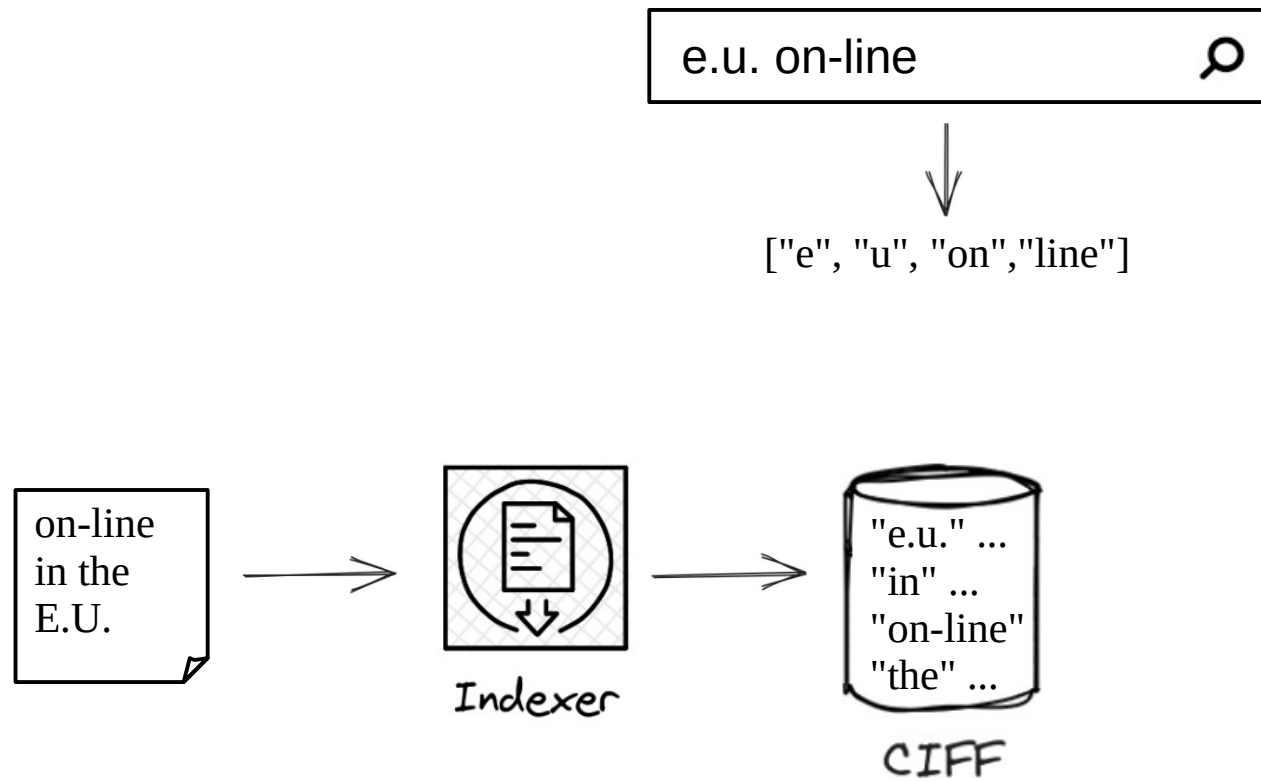 e.u. on-line
["e", "u", "on","line"]
on-line
in the
E.U.
Indexer
"e.u." ...
"in" ...
"on-line"
"the" ...
CIFF